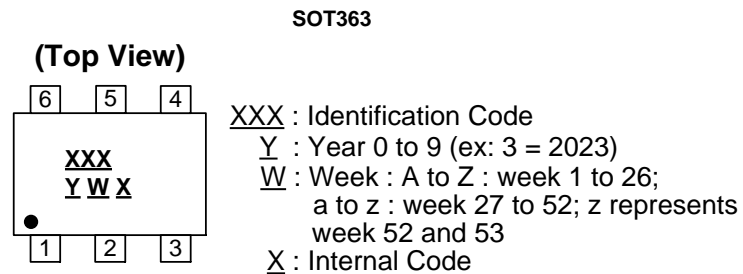 SOT363
(Top View)
6 5 4
XXX
Y W X
1 2 3
XXX : Identification Code
Y : Year 0 to 9 (ex: 3 = 2023)
W : Week : A to Z : week 1 to 26;
a to z : week 27 to 52; z represents
week 52 and 53
X : Internal Code